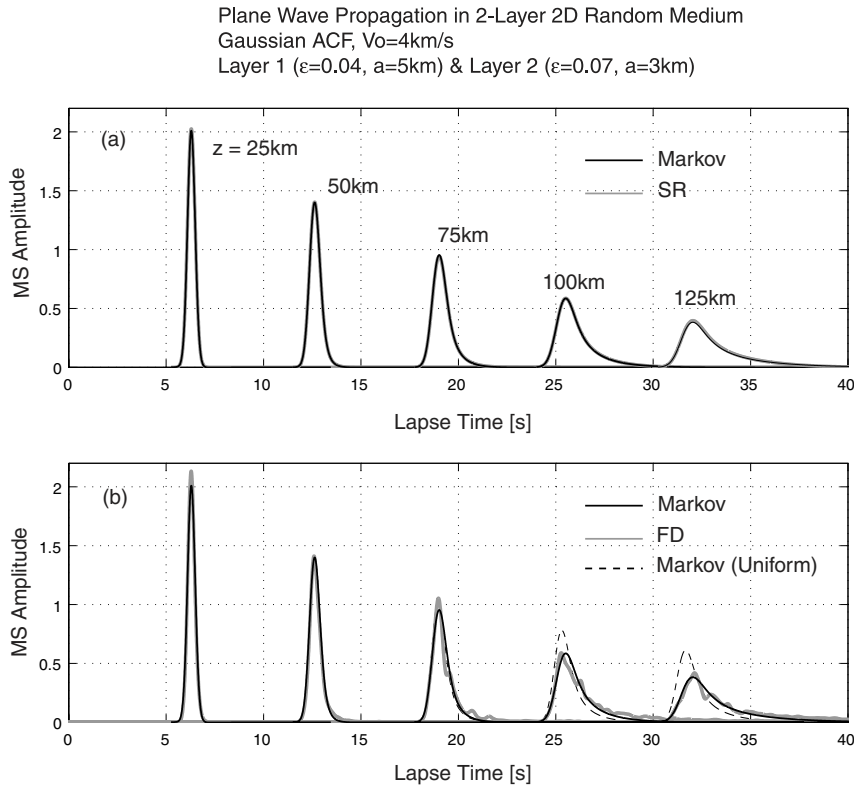 Plane Wave Propagation in 2-Layer 2D Random Medium
Gaussian ACF, Vo=4km/s
Layer 1 (ε=0.04, a=5km) & Layer 2 (ε=0.07, a=3km)
(a)
z = 25km
50km
75km
100km
125km
Markov
SR
MS Amplitude
2
1.5
1
0.5
0
0 5 10 15 20 25 30 35 40
Lapse Time [s]
(b)
Markov
FD
Markov (Uniform)
MS Amplitude
2
1.5
1
0.5
0
0 5 10 15 20 25 30 35 40
Lapse Time [s]